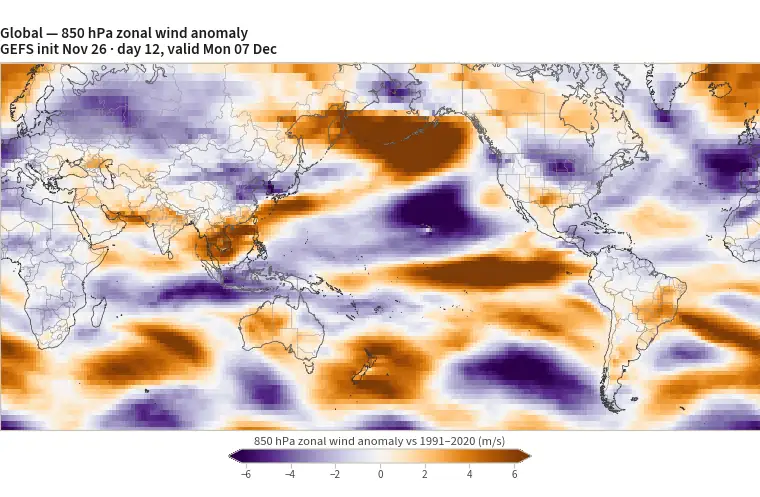 Global — 850 hPa zonal wind anomaly
GEFS init Nov 26 · day 12, valid Mon 07 Dec
850 hPa zonal wind anomaly vs 1991–2020 (m/s)
−6 −4 −2 0 2 4 6